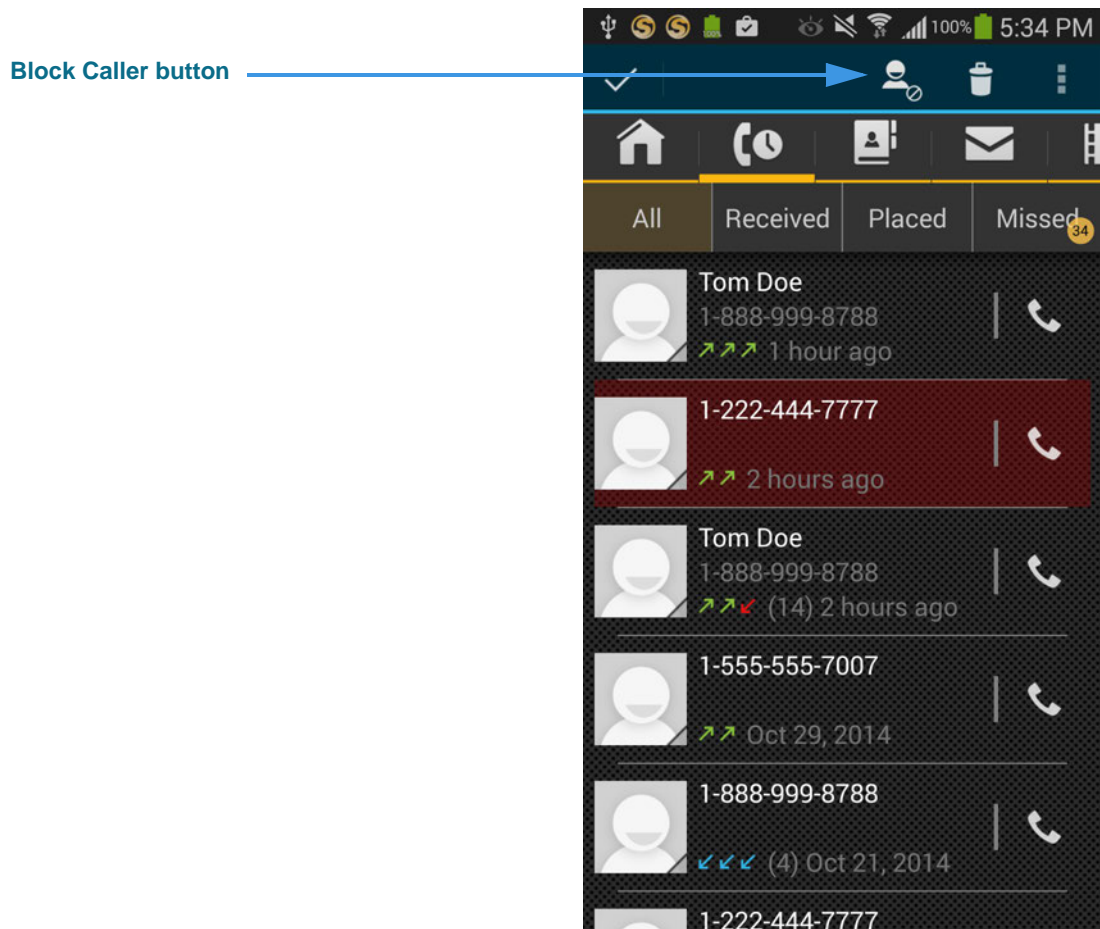 100% 100% 5:34 PM
Block Caller button
All Received Placed Missed 34
Tom Doe
1-888-999-8788
1 hour ago
1-222-444-7777
2 hours ago
Tom Doe
1-888-999-8788
(14) 2 hours ago
1-555-555-7007
Oct 29, 2014
1-888-999-8788
(4) Oct 21, 2014
1-222-444-7777